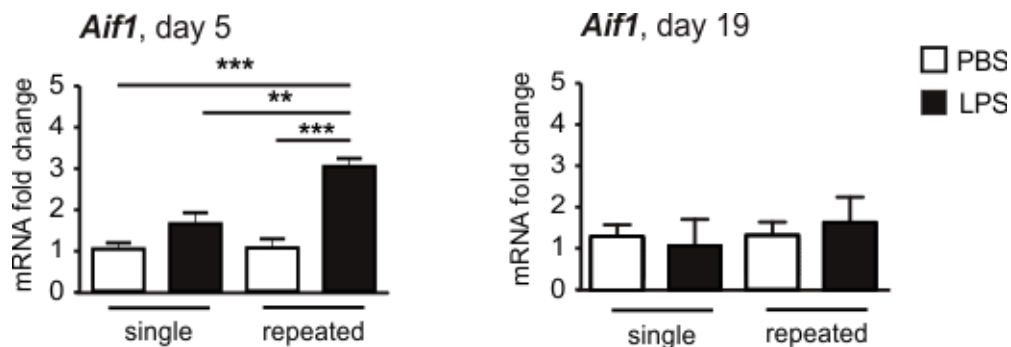 Aif1, day 5
***
**
***
mRNA fold change
5
4
3
2
1
0
single repeated
Aif1, day 19
mRNA fold change
5
4
3
2
1
0
single repeated
PBS
LPS